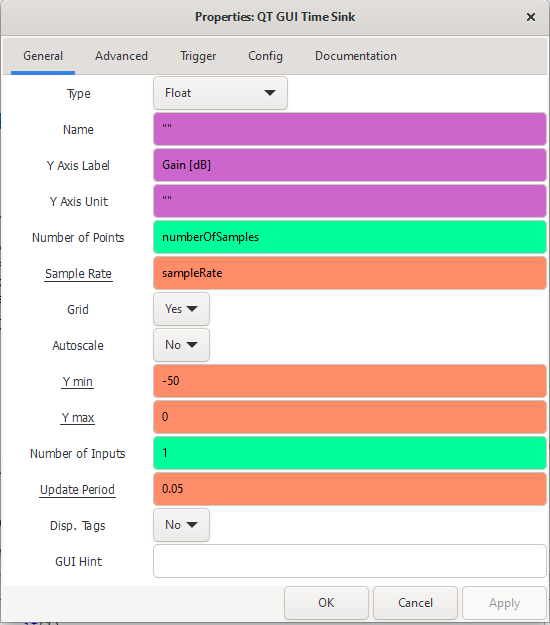 Properties: QT GUI Time Sink
General Advanced Trigger Config Documentation
Type Float
Name ""
Y Axis Label Gain [dB]
Y Axis Unit ""
Number of Points numberOfSamples
Sample Rate sampleRate
Grid Yes
Autoscale No
Y min -50
Y max 0
Number of Inputs 1
Update Period 0.05
Disp. Tags No
GUI Hint
OK Cancel Apply